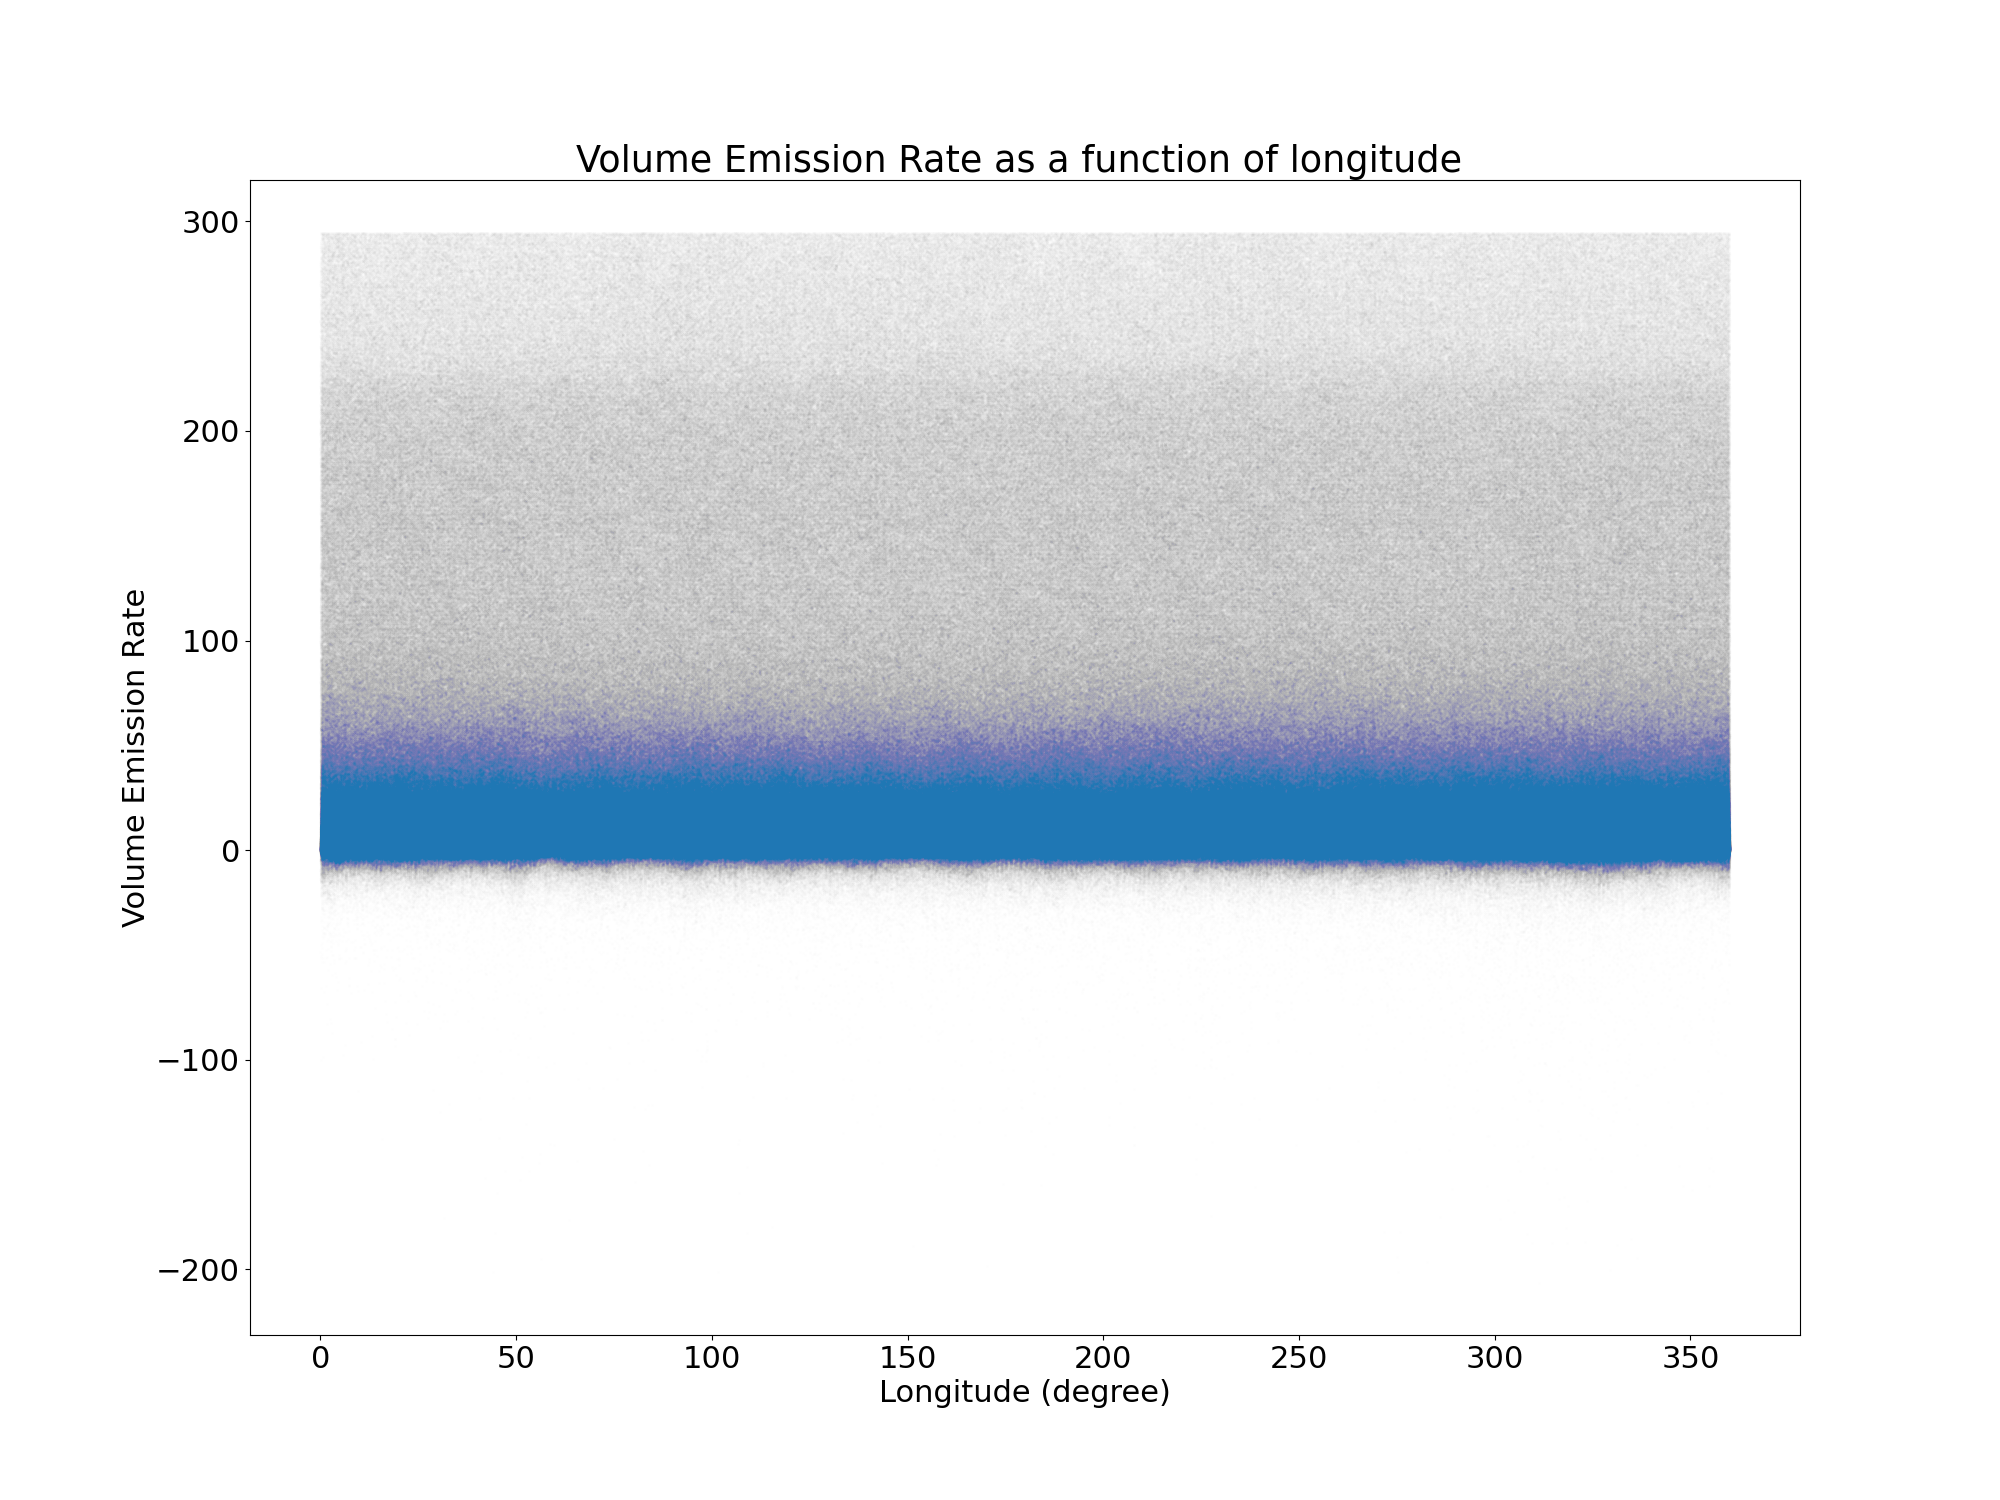 Volume Emission Rate as a function of longitude
300
200
100
0
−100
−200
Volume Emission Rate
0 50 100 150 200 250 300 350
Longitude (degree)